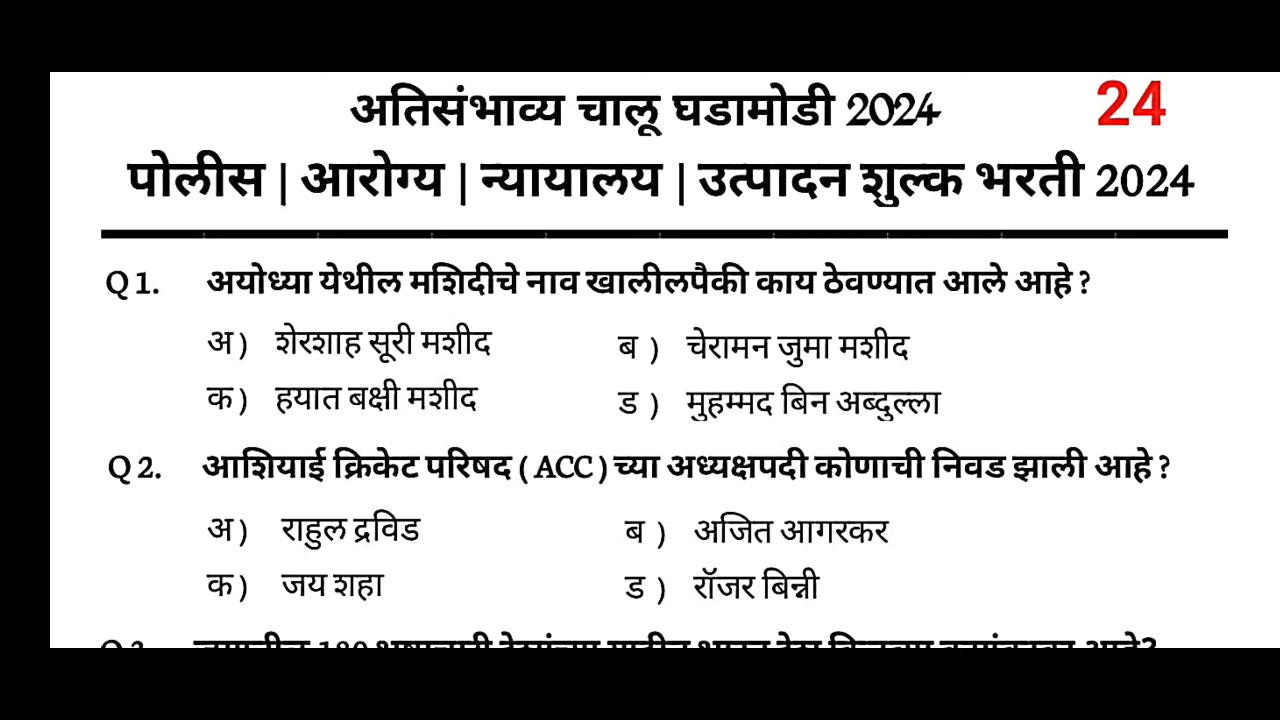 अतिसंभाव्य चालू घडामोडी 2024 24
पोलीस | आरोग्य | न्यायालय | उत्पादन शुल्क भरती 2024
Q 1. अयोध्या येथील मशिदीचे नाव खालीलपैकी काय ठेवण्यात आले आहे ?
अ ) शेरशाह सूरी मशीद ब ) चेरामन जुमा मशीद
क ) हयात बक्षी मशीद ड ) मुहम्मद बिन अब्दुल्ला
Q 2. आशियाई क्रिकेट परिषद ( ACC ) च्या अध्यक्षपदी कोणाची निवड झाली आहे ?
अ ) राहुल द्रविड ब ) अजित आगरकर
क ) जय शहा ड ) रॉजर बिन्नी